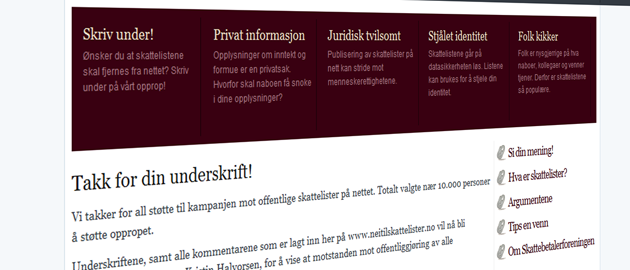 Skriv under!
Ønsker du at skattelisten
skal fjernes fra nettet? Skriv
under på vårt opprop!
Privat informasjon
Opplysninger om inntekt og
formue er en privatsak.
Hvorfor skal naboen få snoke
i dine opplysninger?
Juridisk tvilsomt
Publisering av skattelister på
nett kan stride mot
menneskerettighetene.
Stjålet identitet
Skattelistene går på
datasikkerheten løs. Listene
kan brukes for å stjele din
identitet.
Folk kikker
Folk er nysgjerrige på hva
naboer, kollegaer og venner
tjener. Derfor er skattelistene
så populære.
Takk for din underskrift!
Vi takker for all støtte til kampanjen mot offentlige skattelister på nettet. Totalt valgte nær 10.000 personer
å støtte oppropet.
Underskriftene, samt alle kommentarene som er lagt inn her på www.neitilskattelister.no vil nå bli
Kristin Halvorsen, for å vise at motstanden mot offentliggjøring av alle
Si din mening!
Hva er skattelister?
Argumentene
Tips en venn
Om Skattebetalerforeningen